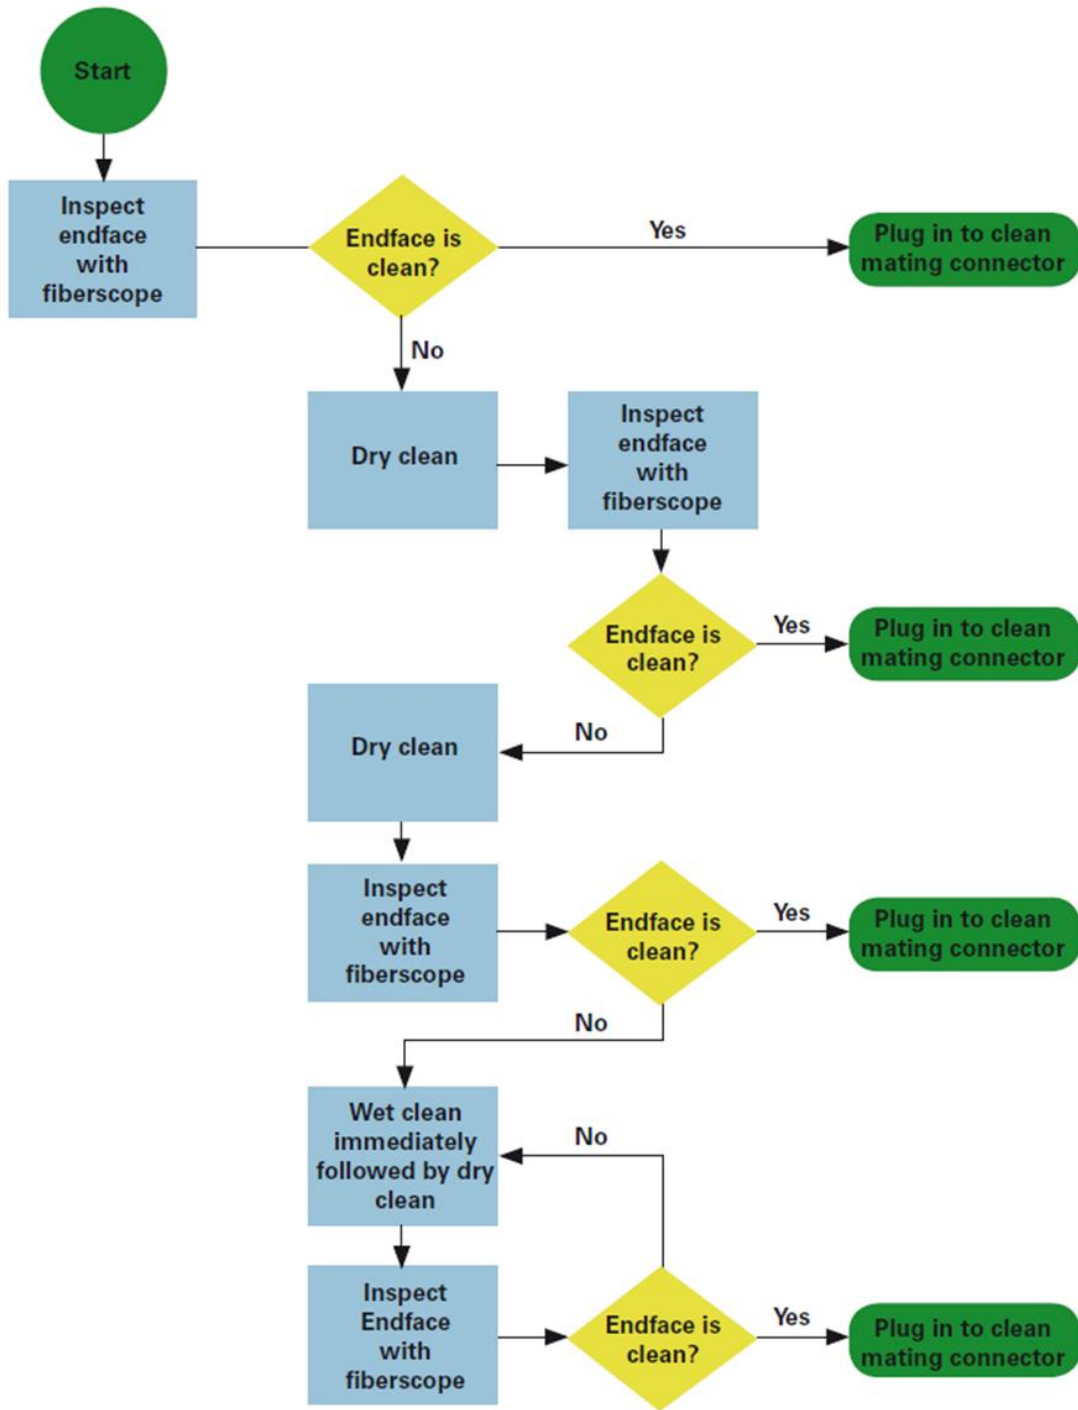 Start
Inspect
endface
with
fiberscope
Endface is
clean?
Yes
Plug in to clean
mating connector
No
Dry clean
Inspect
endface
with
fiberscope
Endface is
clean?
Yes
Plug in to clean
mating connector
No
Dry clean
Inspect
endface
with
fiberscope
Endface is
clean?
Yes
Plug in to clean
mating connector
No
Wet clean
immediately
followed by dry
clean
No
Inspect
Endface
with
fiberscope
Endface is
clean?
Yes
Plug in to clean
mating connector